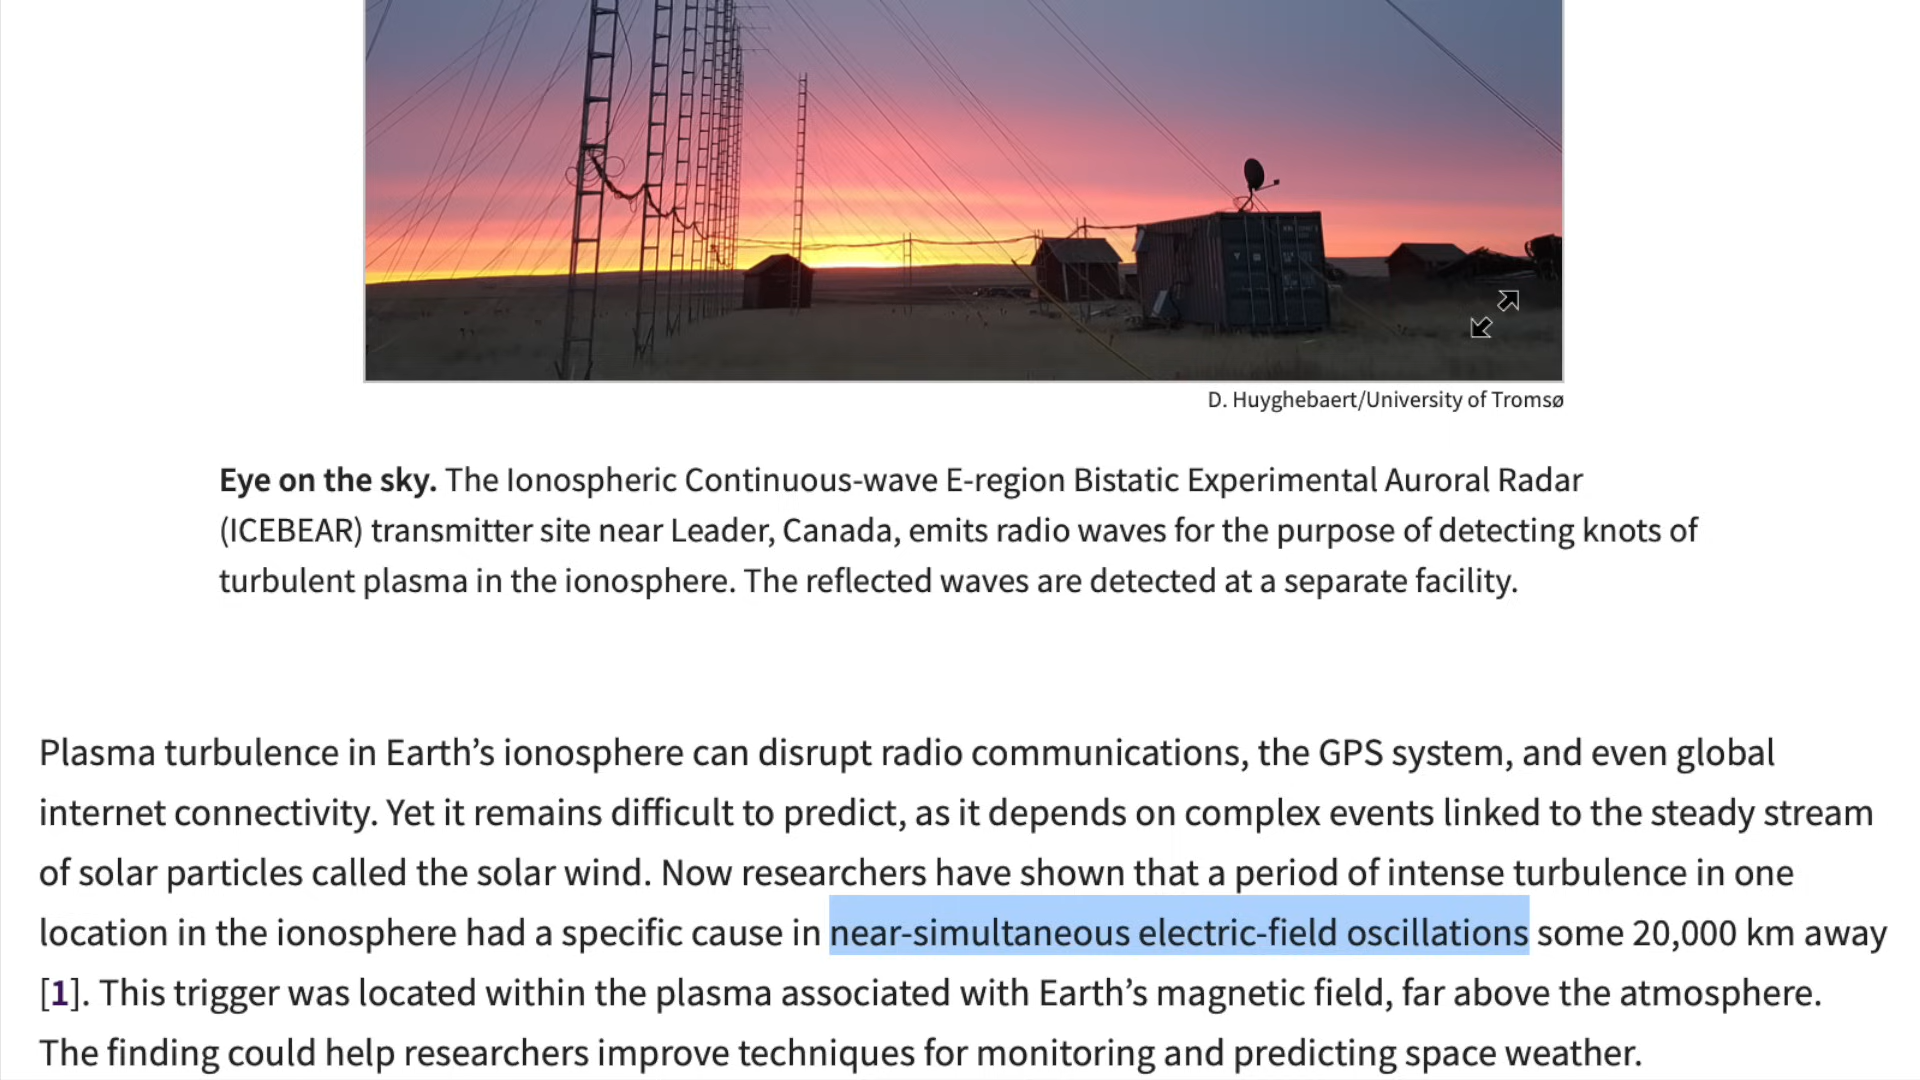 D. Huyghebaert/University of Tromsø
Eye on the sky. The Ionospheric Continuous-wave E-region Bistatic Experimental Auroral Radar
(ICEBEAR) transmitter site near Leader, Canada, emits radio waves for the purpose of detecting knots of
turbulent plasma in the ionosphere. The reflected waves are detected at a separate facility.
Plasma turbulence in Earth’s ionosphere can disrupt radio communications, the GPS system, and even global
internet connectivity. Yet it remains difficult to predict, as it depends on complex events linked to the steady stream
of solar particles called the solar wind. Now researchers have shown that a period of intense turbulence in one
location in the ionosphere had a specific cause in near-simultaneous electric-field oscillations some 20,000 km away
[1]. This trigger was located within the plasma associated with Earth’s magnetic field, far above the atmosphere.
The finding could help researchers improve techniques for monitoring and predicting space weather.